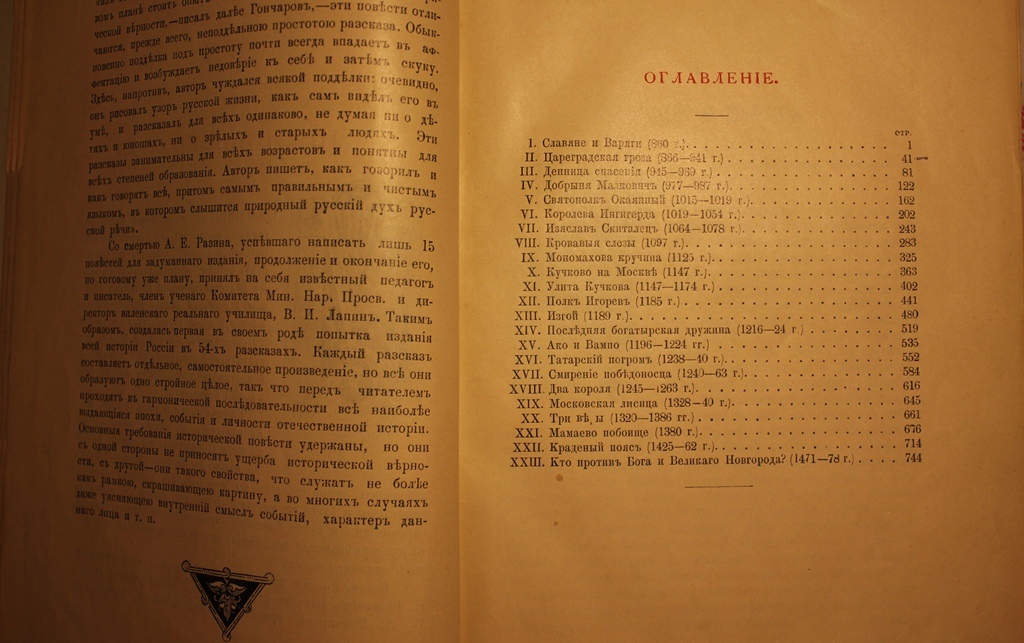 вомъ планѣ стоитъ
ческой вѣрности,—писалъ далѣе Гончаровъ,—эти повѣсти отли-
чаются, прежде всего, неподдѣльною простотою разсказа. Обык-
новенно поддѣлка подъ простоту почти всегда впадаетъ въ аф-
фектацію и возбуждаетъ недовѣріе къ себѣ и затѣмъ скуку.
Здѣсь, напротивъ, авторъ чуждался всякой поддѣлки: очевидно,
онъ рисовалъ узоръ русской жизни, какъ самъ видѣлъ его въ
умѣ, и разсказалъ для всѣхъ одинаково, не думая ни о дѣ-
тяхъ и юношахъ, ни о зрѣлыхъ и старыхъ людяхъ. Эти
разсказы занимательны для всѣхъ возрастовъ и понятны для
всѣхъ степеней образованія. Авторъ пишетъ, какъ говорилъ и
какъ говорятъ всѣ, притомъ самымъ правильнымъ и чистымъ
языкомъ, въ которомъ слышится природный русскій духъ рус-
ской рѣчи».
Со смертью А. Е. Разина, успѣвшаго написать лишь 15
повѣстей для задуманнаго изданія, продолженіе и окончаніе его,
по готовому уже плану, принялъ на себя извѣстный педагогъ
и писатель, членъ ученаго Комитета Мин. Нар. Просв. и ди-
ректоръ валенсаго реальнаго училища, В. И. Лапинъ. Такимъ
образомъ, создалась первая въ своемъ родѣ попытка изданія
всей исторіи Россіи въ 54-хъ разсказахъ. Каждый разсказъ
составляетъ отдѣльное, самостоятельное произведеніе, но всѣ они
образуютъ одно стройное цѣлое, такъ что передъ читателемъ
проходятъ въ гармонической послѣдовательности всѣ наиболѣе
выдающіяся эпохи, событія и личности отечественной исторіи.
Основныя требованія исторической повѣсти удержаны, но они
съ одной стороны не приносятъ ущерба исторической вѣрно-
сти, съ другой—они такого свойства, что служатъ не болѣе
какъ рамкою, скрашивающею картину, а во многихъ случаяхъ
даже уясняющею внутренній смыслъ событій, характеръ дан-
наго лица и т. п.
ОГЛАВЛЕНІЕ.
СТР.
I. Славяне и Варяги (860 г.). 1
II. Цареградская гроза (866—941 г.) 41
III. Денница спасенія (945—969 г.) 81
IV. Добрыня Малковичъ (977—987 г.). 122
V. Святополкъ Окаянный (1015—1019 г.). 162
VI. Королева Ингигерда (1019—1054 г.). 202
VII. Изяславъ Скиталецъ (1064—1078 г.). 243
VIII. Кровавыя слезы (1097 г.). 283
IX. Мономахова кручина (1125 г.). 325
X. Кучково на Москвѣ (1147 г.). 363
XI. Улита Кучкова (1147—1174 г.). 402
XII. Полкъ Игоревъ (1185 г.) 441
XIII. Изгой (1189 г.). 480
XIV. Послѣдняя богатырская дружина (1216—24 г.) 519
XV. Ако и Вампо (1196—1224 гг.) 535
XVI. Татарскій погромъ (1238—40 г.). 552
XVII. Смиреніе побѣдоносца (1240—63 г.). 584
XVIII. Два короля (1245—1263 г.). 616
XIX. Московская лисица (1328—40 г.). 645
XX. Три вѣ ы (1320—1386 гг.) 661
XXI. Мамаево побоище (1380 г.). 676
XXII. Краденый поясъ (1425—62 г.). 714
XXIII. Кто противъ Бога и Великаго Новгорода? (1471—78 г.) 744